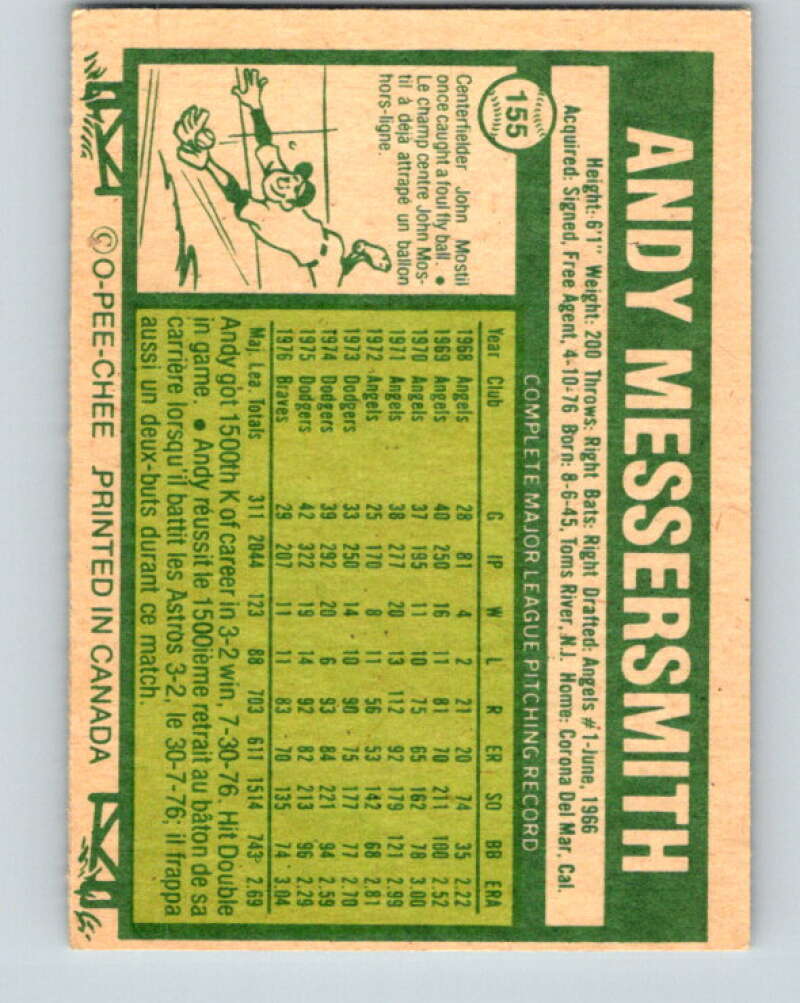 155
ANDY MESSERSMITH
Height: 6'1" Weight: 200 Throws: Right Bats: Right Drafted: Angels #1-June, 1966
Acquired: Signed, Free Agent, 4-10-76 Born: 8-6-45, Toms River, N.J. Home: Corona Del Mar, Cal.
Centerfielder John Mostil
once caught a foul fly ball. •
Le champ centre John Mos-
til à déjà attrapé un ballon
hors-ligne.
COMPLETE MAJOR LEAGUE PITCHING RECORD
Year Club G IP W L R ER SO BB ERA
1968 Angels 28 81 4 2 21 20 74 35 2.22
1969 Angels 40 250 16 11 81 70 211 100 2.52
1970 Angels 37 195 11 10 75 65 162 78 3.00
1971 Angels 38 277 20 13 112 92 179 121 2.99
1972 Angels 25 170 8 11 56 53 142 68 2.81
1973 Dodgers 33 250 14 10 90 75 177 77 2.70
1974 Dodgers 39 292 20 6 93 84 221 94 2.59
1975 Dodgers 42 322 19 14 92 82 213 96 2.29
1976 Braves 29 207 11 11 83 70 135 74 3.04
Maj. Lea. Totals 311 2044 123 88 703 611 1514 743 2.69
Andy got 1500th K of career in 3-2 win, 7-30-76. Hit Double
in game. • Andy réussit le 1500ième retrait au bâton de sa
carrière lorsqu'il battit les Astros 3-2, le 30-7-76; il frappa
aussi un deux-buts durant ce match.
©O-PEE-CHEE PRINTED IN CANADA